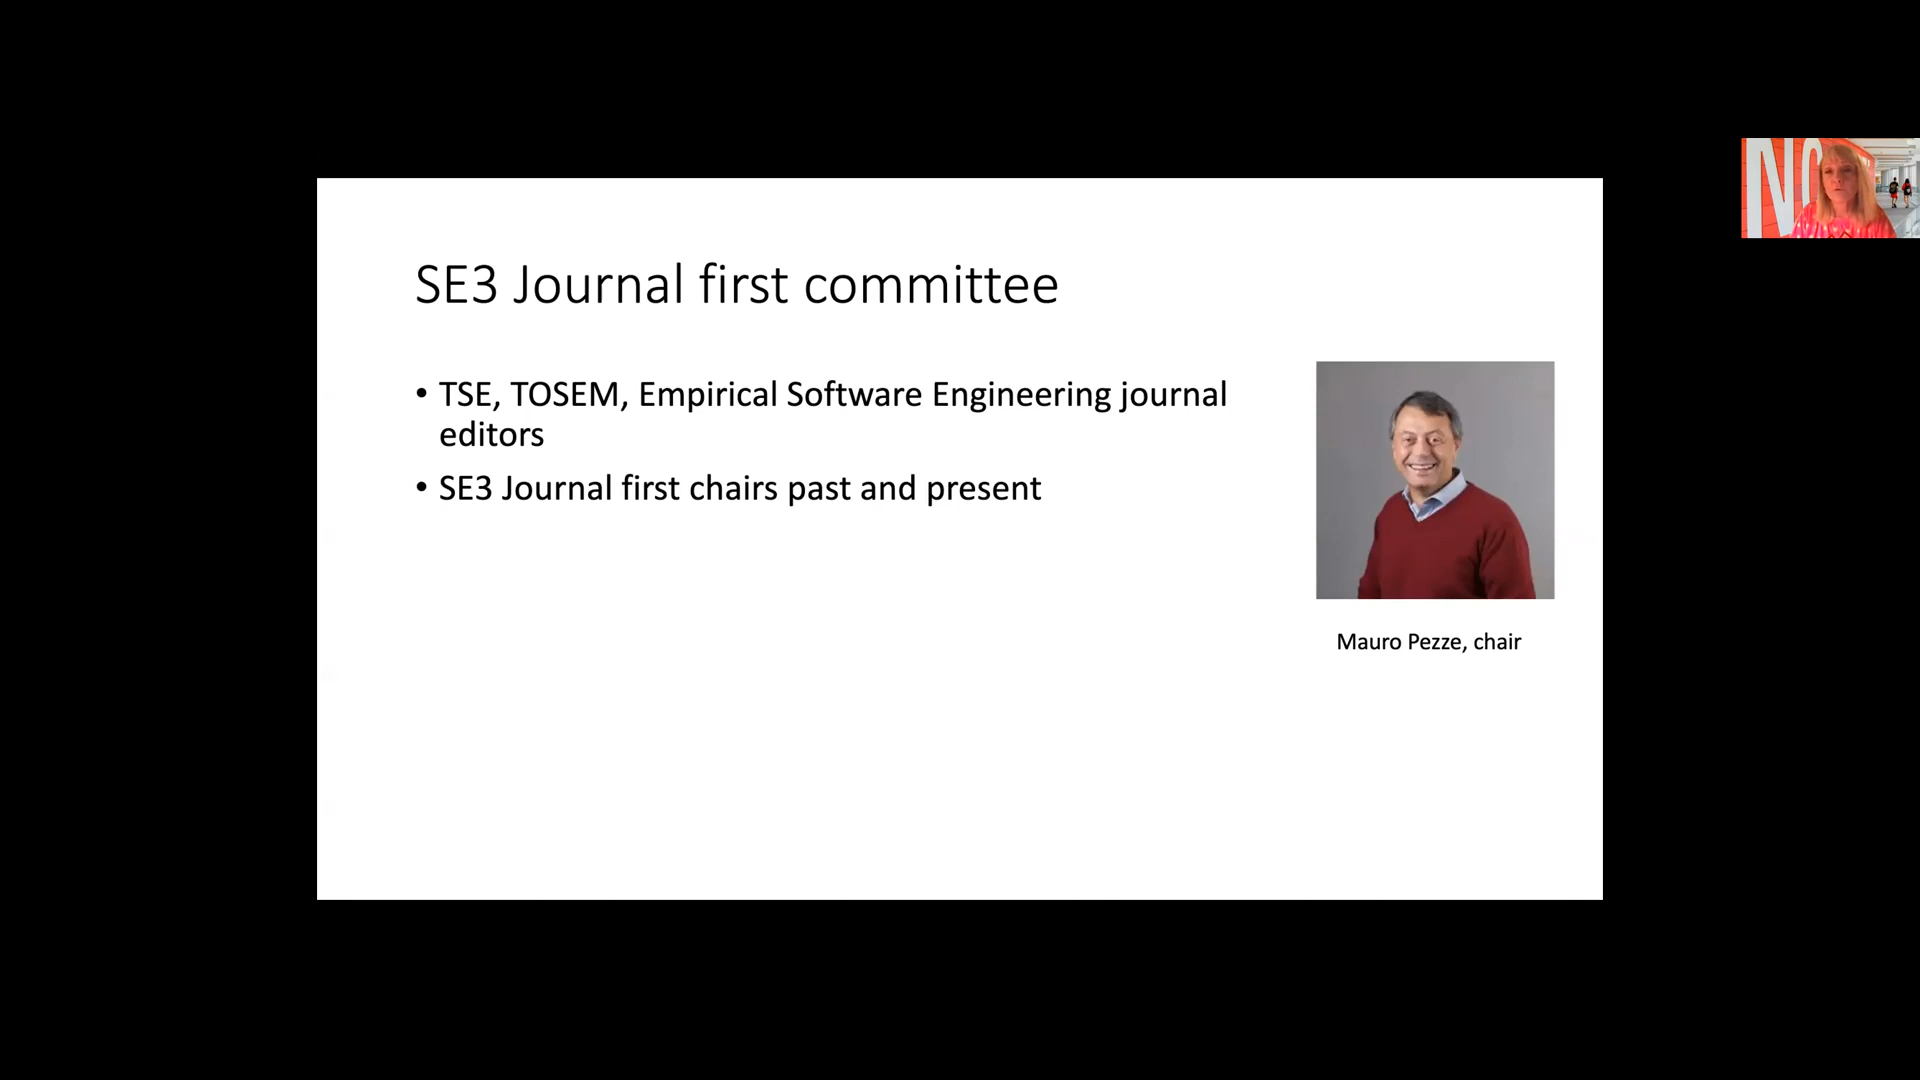 SE3 Journal first committee
• TSE, TOSEM, Empirical Software Engineering journal
editors
• SE3 Journal first chairs past and present
Mauro Pezze, chair